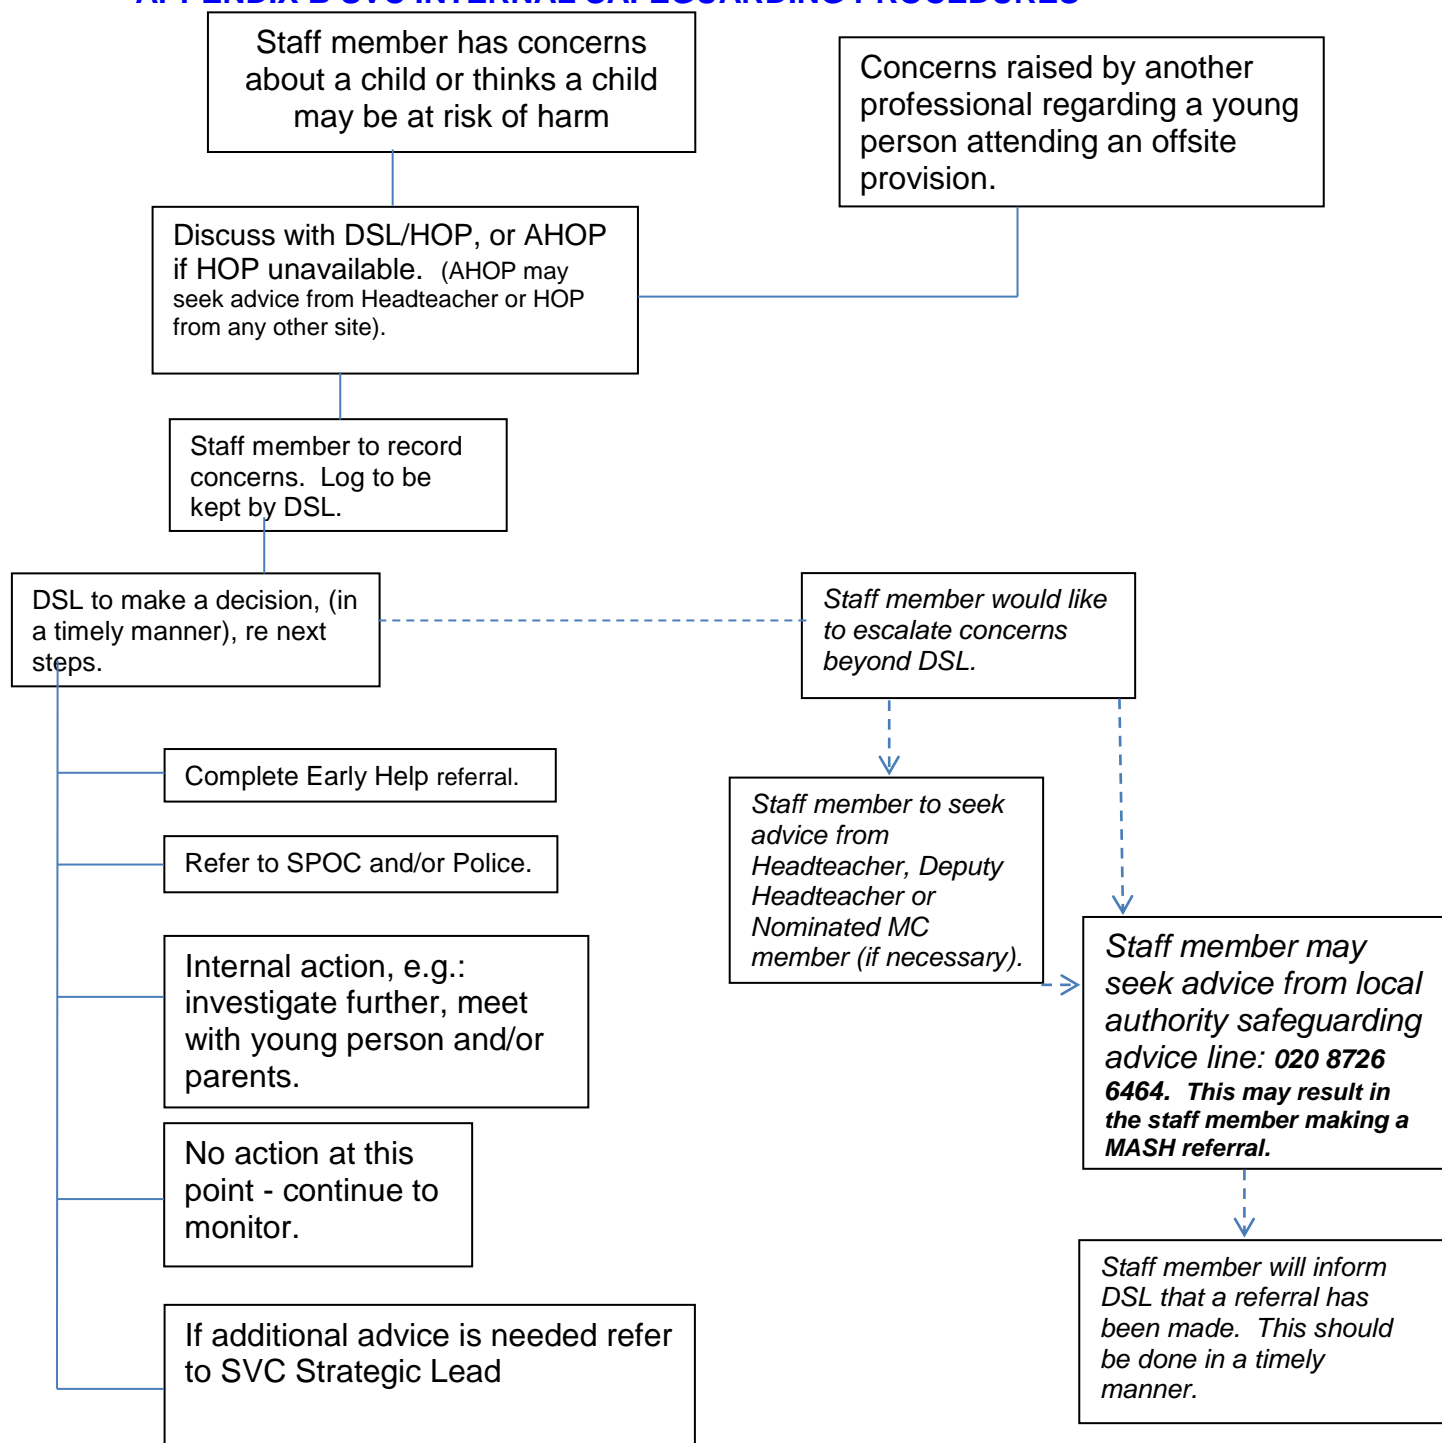 APPENDIX B SVC INTERNAL SAFEGUARDING PROCEDURES
Staff member has concerns
about a child or thinks a child
may be at risk of harm
Concerns raised by another
professional regarding a young
person attending an offsite
provision.
Discuss with DSL/HOP, or AHOP
if HOP unavailable. (AHOP may
seek advice from Headteacher or HOP
from any other site).
Staff member to record
concerns. Log to be
kept by DSL.
DSL to make a decision, (in
a timely manner), re next
steps.
Staff member would like
to escalate concerns
beyond DSL.
Complete Early Help referral.
Refer to SPOC and/or Police.
Internal action, e.g.:
investigate further, meet
with young person and/or
parents.
No action at this
point - continue to
monitor.
If additional advice is needed refer
to SVC Strategic Lead
Staff member to seek
advice from
Headteacher, Deputy
Headteacher or
Nominated MC
member (if necessary).
Staff member may
seek advice from local
authority safeguarding
advice line: 020 8726
6464. This may result in
the staff member making a
MASH referral.
Staff member will inform
DSL that a referral has
been made. This should
be done in a timely
manner.